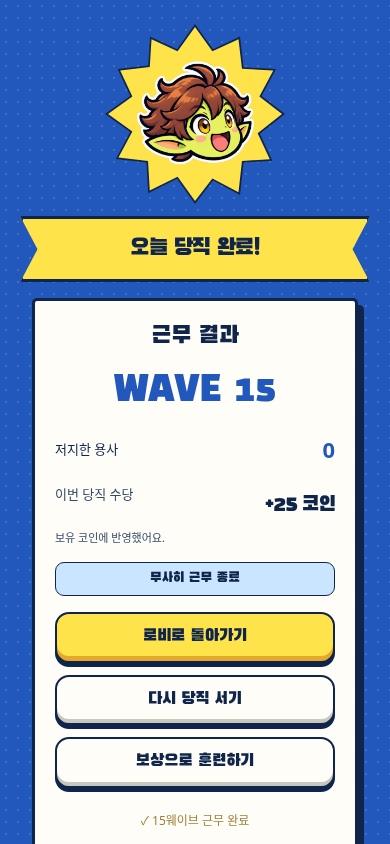 오늘 당직 완료!
근무 결과
WAVE 15
저지한 용사 0
이번 당직 수당 +25 코인
보유 코인에 반영했어요.
무사히 근무 종료
로비로 돌아가기
다시 당직 서기
보상으로 훈련하기
✓ 15웨이브 근무 완료